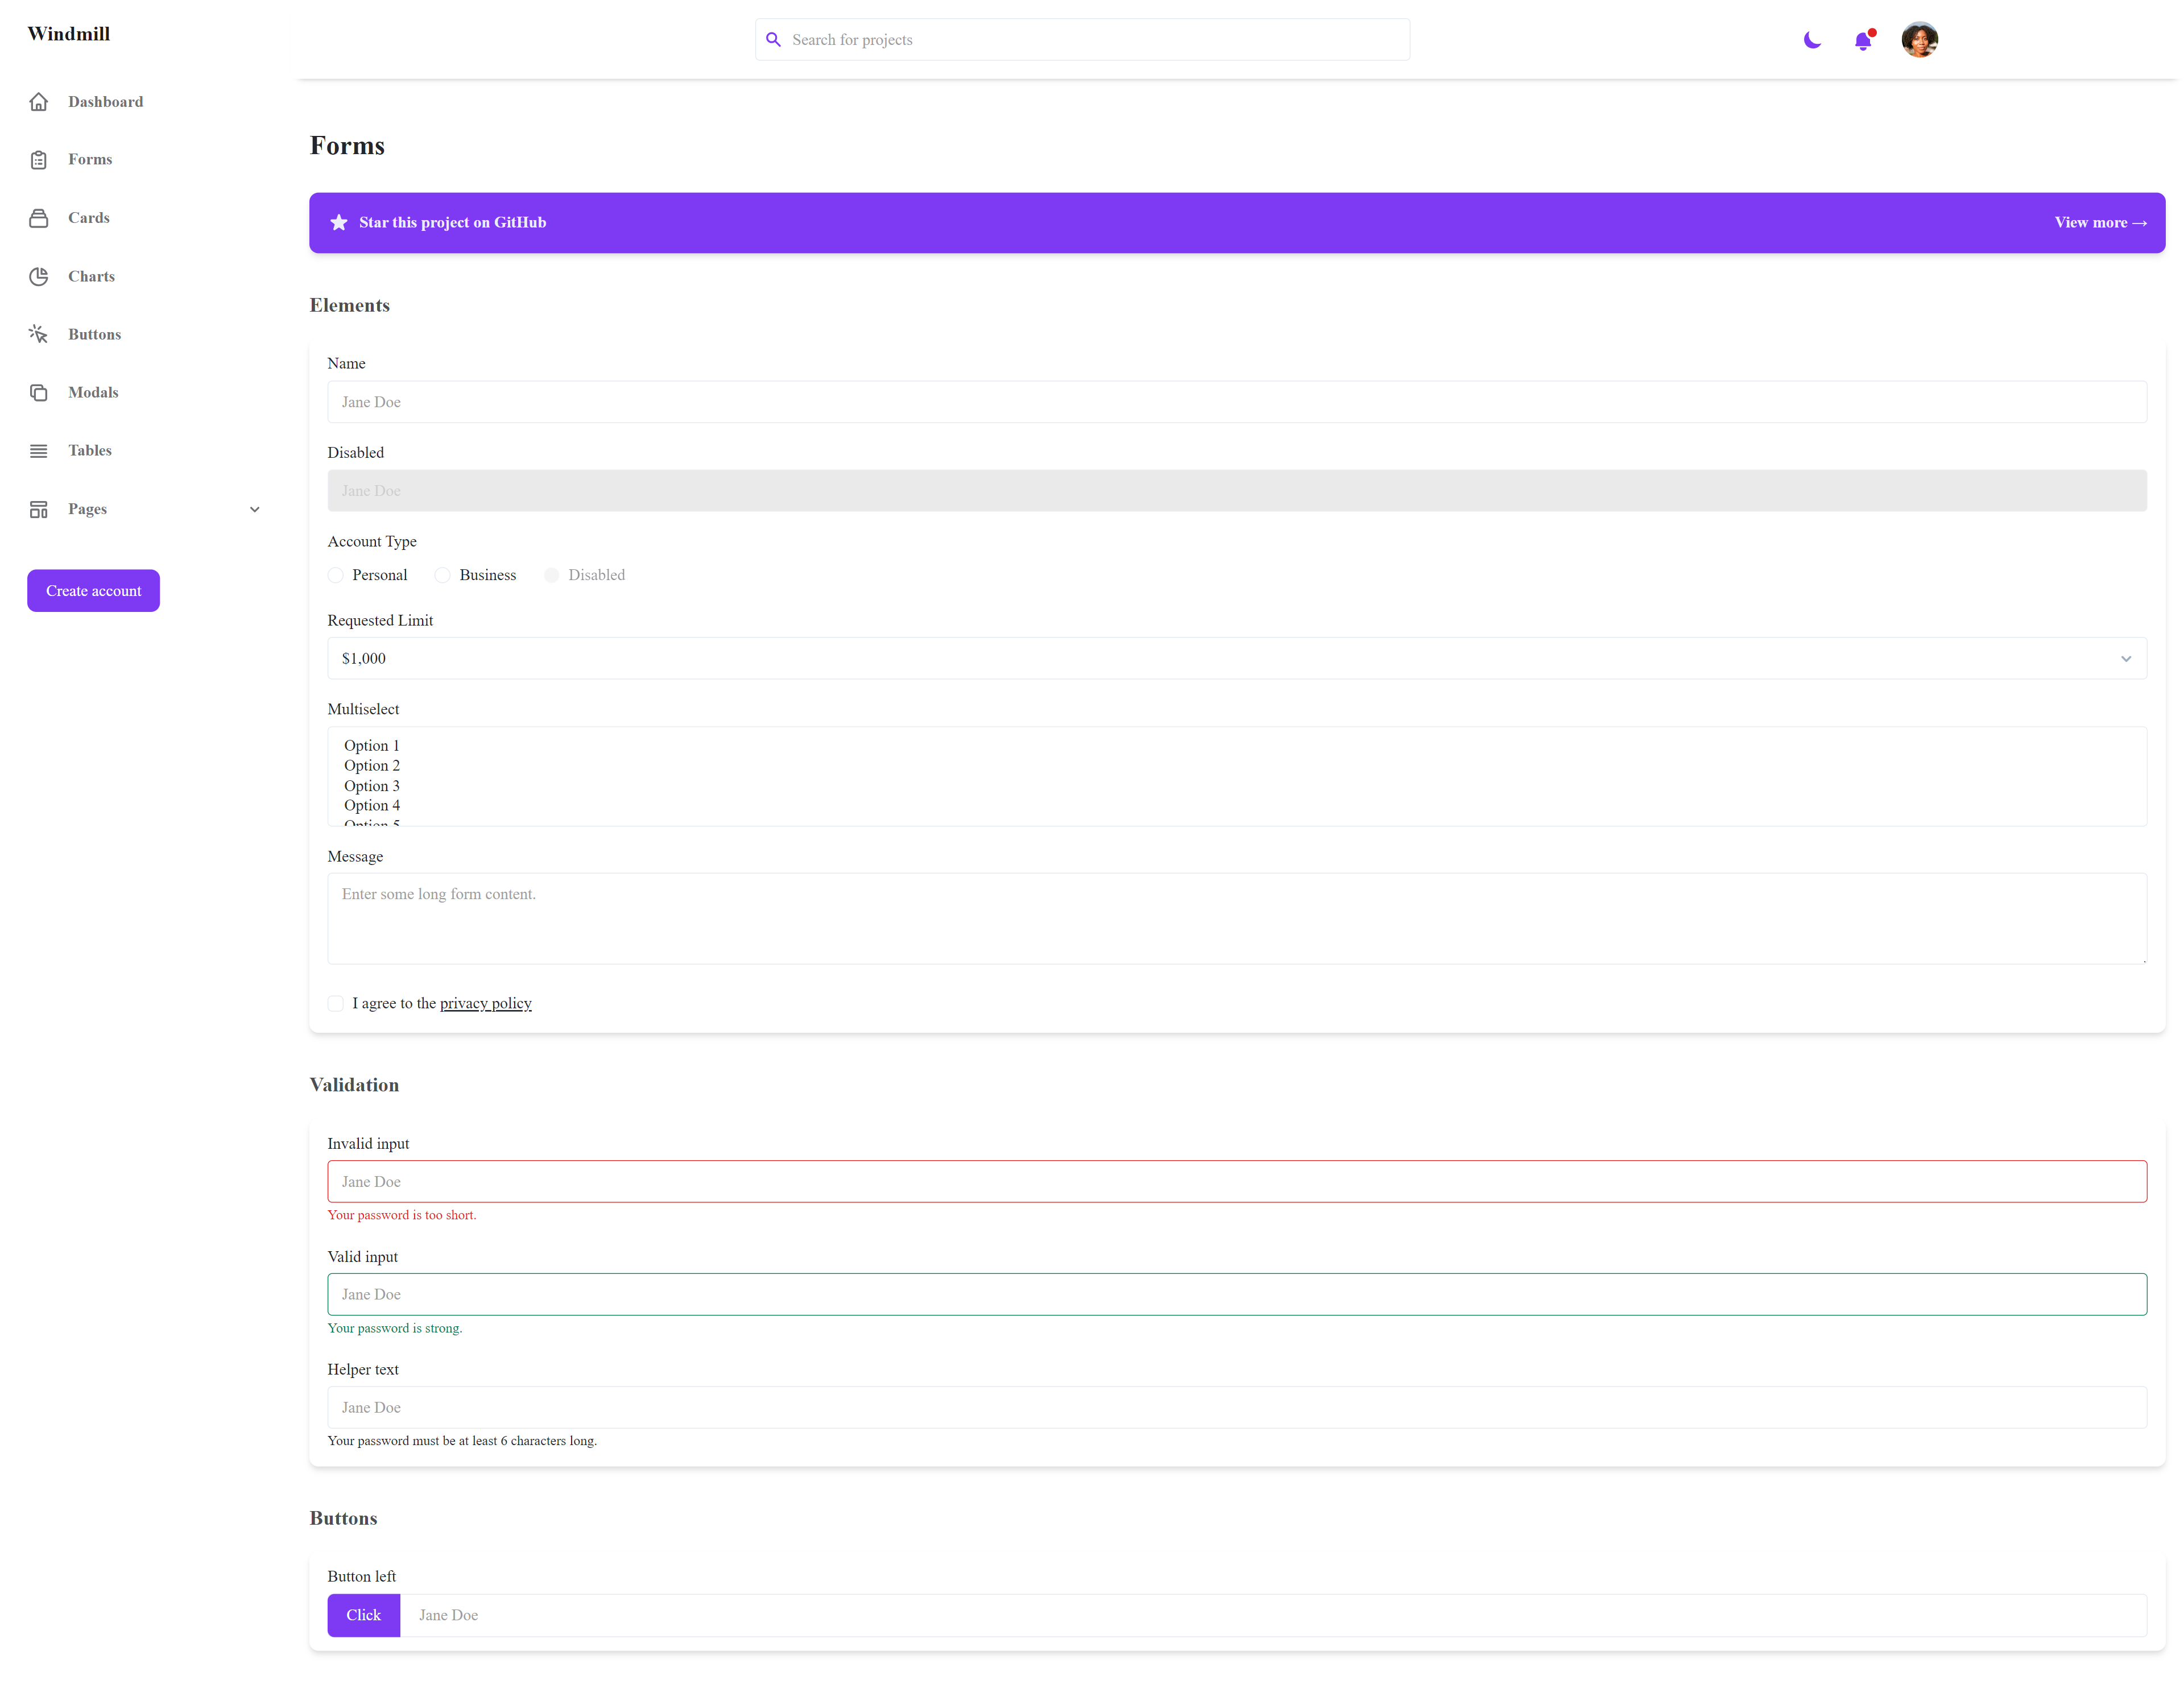 Windmill
Search for projects
Dashboard
Forms
Cards
Charts
Buttons
Modals
Tables
Pages
Create account
Forms
Star this project on GitHub
View more →
Elements
Name
Jane Doe
Disabled
Jane Doe
Account Type
Personal
Business
Disabled
Requested Limit
$1,000
Multiselect
Option 1
Option 2
Option 3
Option 4
Option 5
Message
Enter some long form content.
I agree to the privacy policy
Validation
Invalid input
Jane Doe
Your password is too short.
Valid input
Jane Doe
Your password is strong.
Helper text
Jane Doe
Your password must be at least 6 characters long.
Buttons
Button left
Click
Jane Doe